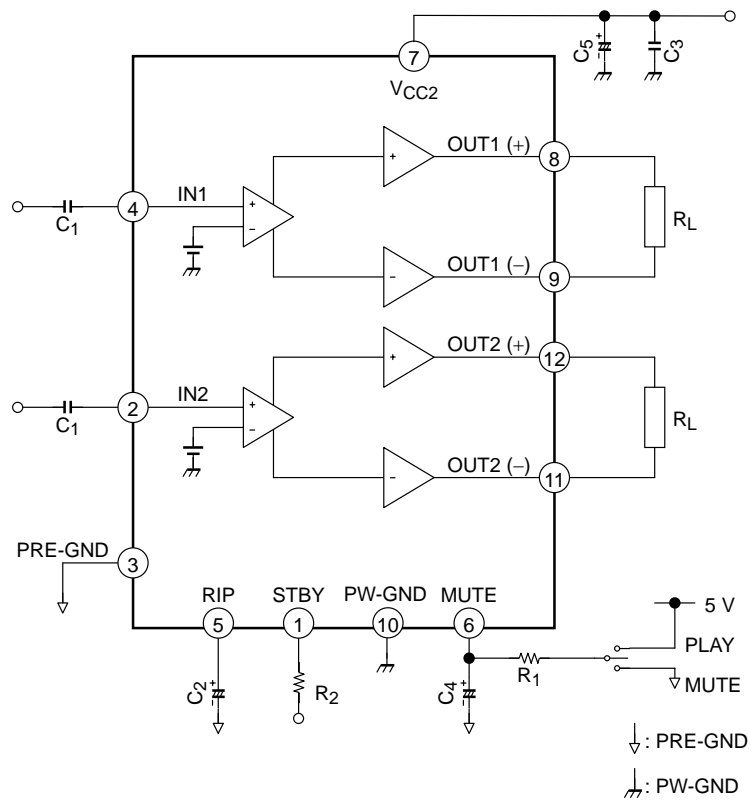 C5
C3
7
VCC2
OUT1 (+)
8
4
IN1
C1
RL
OUT1 (−)
9
OUT2 (+)
12
2
IN2
C1
RL
OUT2 (−)
11
PRE-GND
3
RIP
STBY
PW-GND
MUTE
5
1
10
6
5 V
PLAY
R1
MUTE
C2
R2
C4
: PRE-GND
: PW-GND